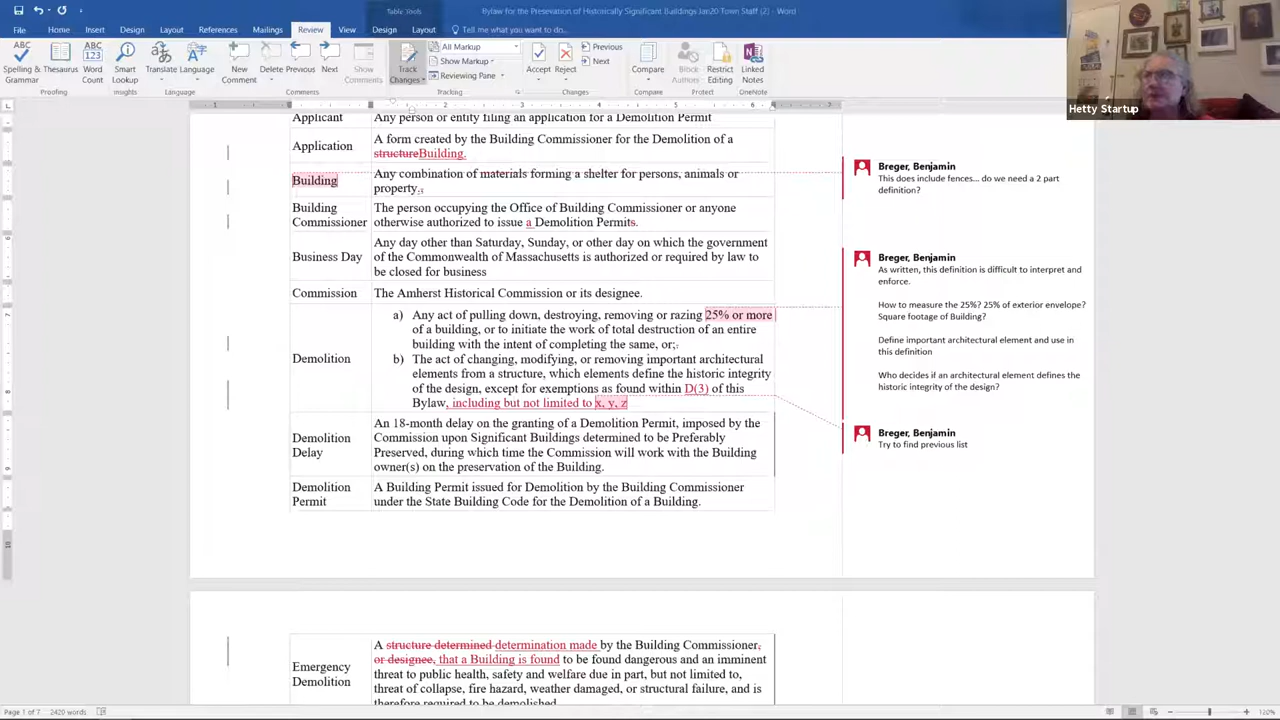 Table Tools
Bylaw for the Presevation of Historically Significant Buildings Jan20 Town Staff (2) - Word
File Home Insert Draw Design Layout References Mailings Review View Design Layout Tell me what you want to do...
Spelling & Grammar
Thesaurus
Word Count
Smart Lookup
Translate
Language
New Comment
Delete
Previous
Next
Show Comments
Track Changes
All Markup
Show Markup
Reviewing Pane
Accept
Reject
Previous
Next
Compare
Block Authors
Restrict Editing
Linked Notes
Proofing
Insights
Language
Comments
Tracking
Changes
Compare
Protect
OneNote
Hetty Startup
Applicant Any person or entity filing an application for a Demolition Permit
Application
A form created by the Building Commissioner for the Demolition of a
structureBuilding.
Building
Any combination of materials forming a shelter for persons, animals or
property.;
Building
Commissioner
The person occupying the Office of Building Commissioner or anyone
otherwise authorized to issue a Demolition Permits.
Business Day
Any day other than Saturday, Sunday, or other day on which the government
of the Commonwealth of Massachusetts is authorized or required by law to
be closed for business
Commission The Amherst Historical Commission or its designee.
Demolition
a) Any act of pulling down, destroying, removing or razing 25% or more
of a building, or to initiate the work of total destruction of an entire
building with the intent of completing the same, or;.
b) The act of changing, modifying, or removing important architectural
elements from a structure, which elements define the historic integrity
of the design, except for exemptions as found within D(3) of this
Bylaw, including but not limited to x, y, z
Demolition
Delay
An 18-month delay on the granting of a Demolition Permit, imposed by the
Commission upon Significant Buildings determined to be Preferably
Preserved, during which time the Commission will work with the Building
owner(s) on the preservation of the Building.
Demolition
Permit
A Building Permit issued for Demolition by the Building Commissioner
under the State Building Code for the Demolition of a Building.
Breger, Benjamin
This does include fences... do we need a 2 part
definition?
Breger, Benjamin
As written, this definition is difficult to interpret and
enforce.
How to measure the 25%? 25% of exterior envelope?
Square footage of Building?
Define important architectural element and use in
this definition
Who decides if an architectural element defines the
historic integrity of the design?
Breger, Benjamin
Try to find previous list
Emergency
Demolition
A structure determined determination made by the Building Commissioner,
or designee, that a Building is found to be found dangerous and an imminent
threat to public health, safety and welfare due in part, but not limited to,
threat of collapse, fire hazard, weather damaged, or structural failure, and is
therefore required to be demolished
Page 1 of 7 2420 words
120%